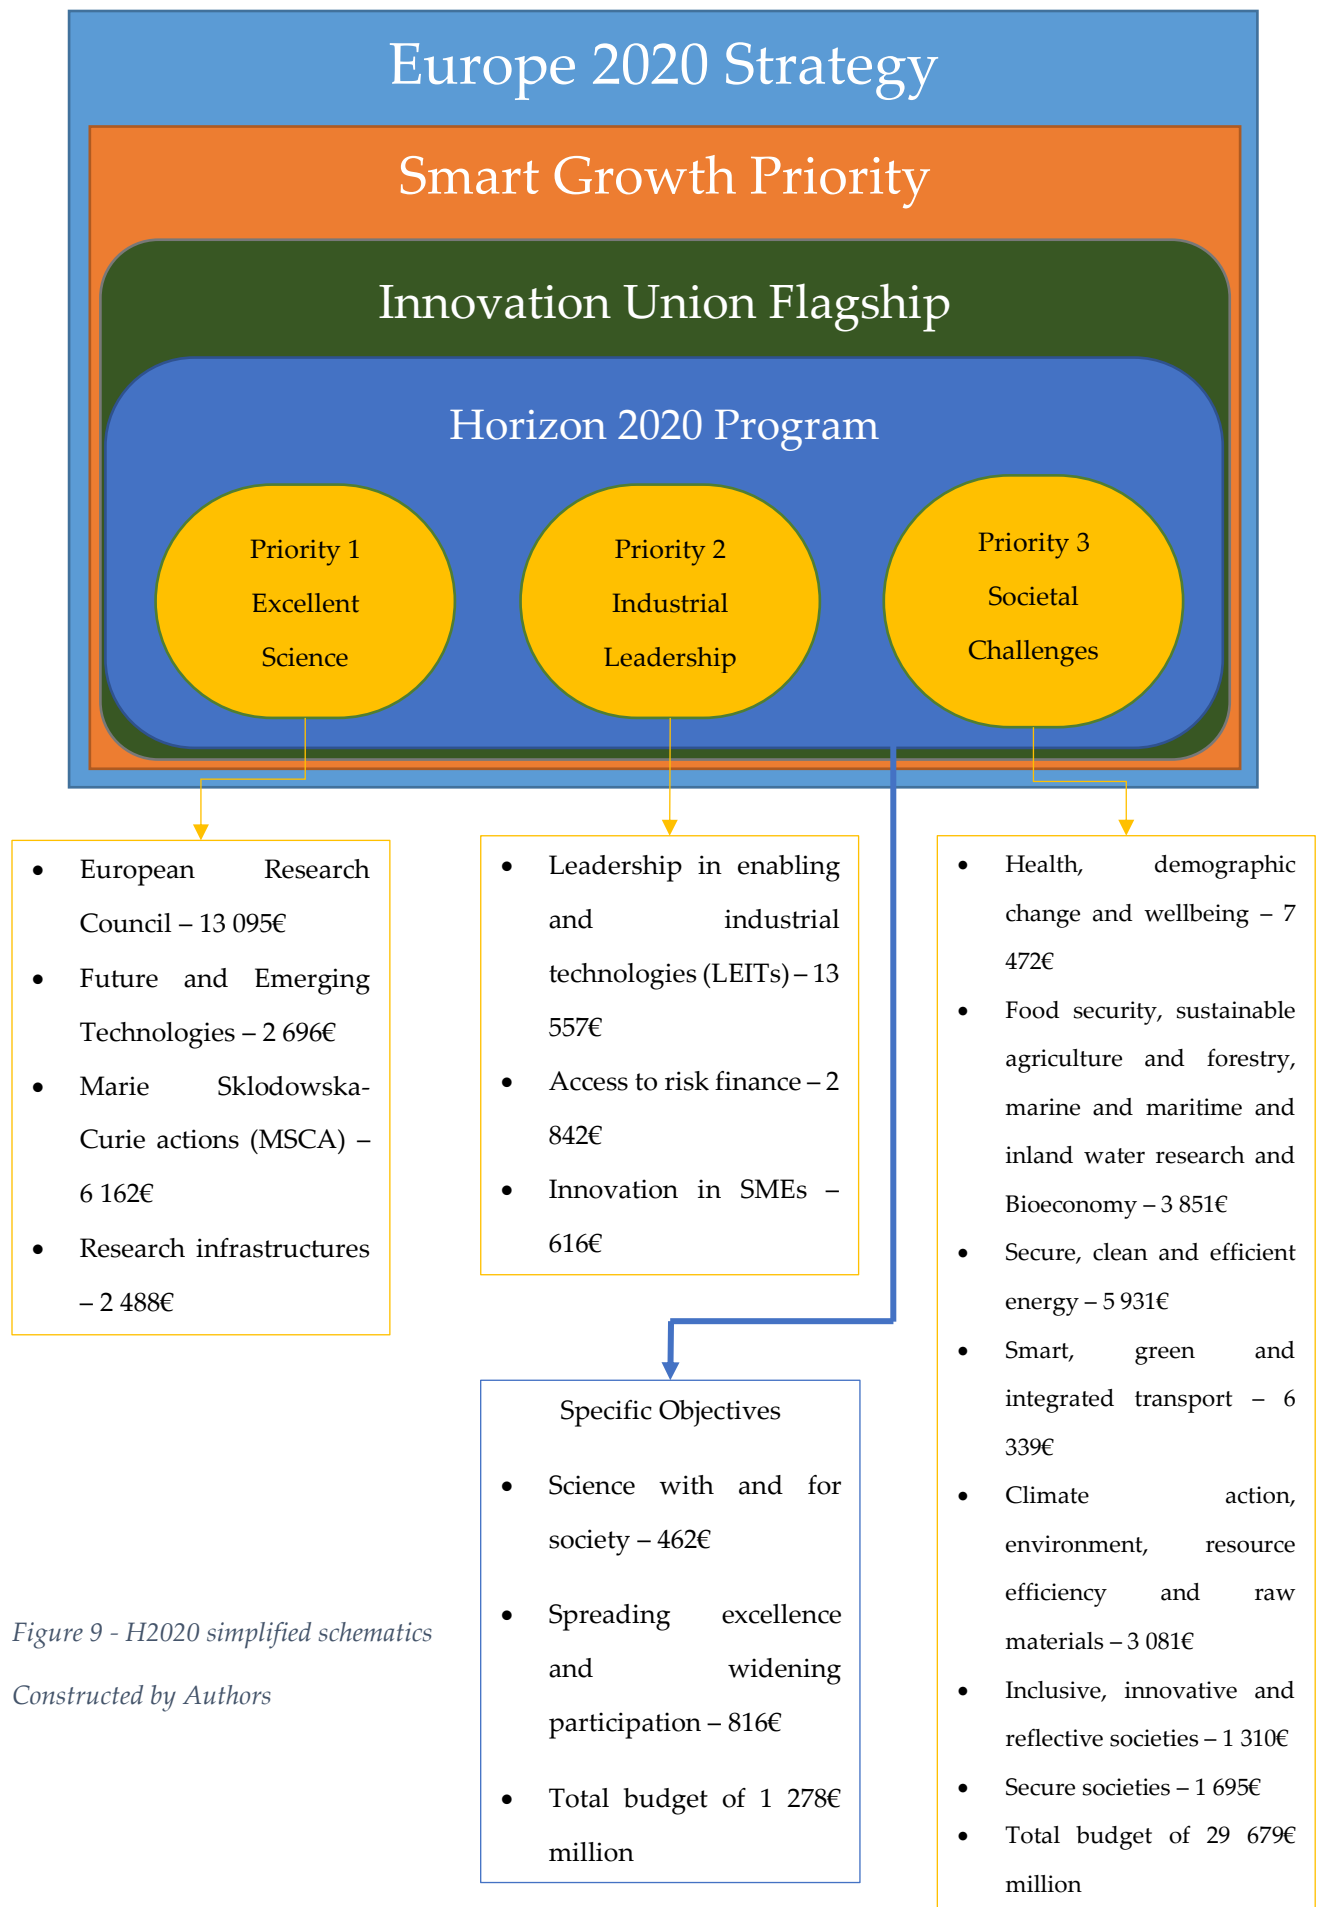 Europe 2020 Strategy
Smart Growth Priority
Innovation Union Flagship
Horizon 2020 Program
Priority 1
Excellent
Science
Priority 2
Industrial
Leadership
Priority 3
Societal
Challenges
• European Research
Council – 13 095€
• Future and Emerging
Technologies – 2 696€
• Marie Sklodowska-
Curie actions (MSCA) –
6 162€
• Research infrastructures
– 2 488€
• Leadership in enabling
and industrial
technologies (LEITs) – 13
557€
• Access to risk finance – 2
842€
• Innovation in SMEs –
616€
• Health, demographic
change and wellbeing – 7
472€
• Food security, sustainable
agriculture and forestry,
marine and maritime and
inland water research and
Bioeconomy – 3 851€
• Secure, clean and efficient
energy – 5 931€
• Smart, green and
integrated transport – 6
339€
• Climate action,
environment, resource
efficiency and raw
materials – 3 081€
• Inclusive, innovative and
reflective societies – 1 310€
• Secure societies – 1 695€
• Total budget of 29 679€
million
Specific Objectives
• Science with and for
society – 462€
• Spreading excellence
and widening
participation – 816€
• Total budget of 1 278€
million
Figure 9 - H2020 simplified schematics
Constructed by Authors